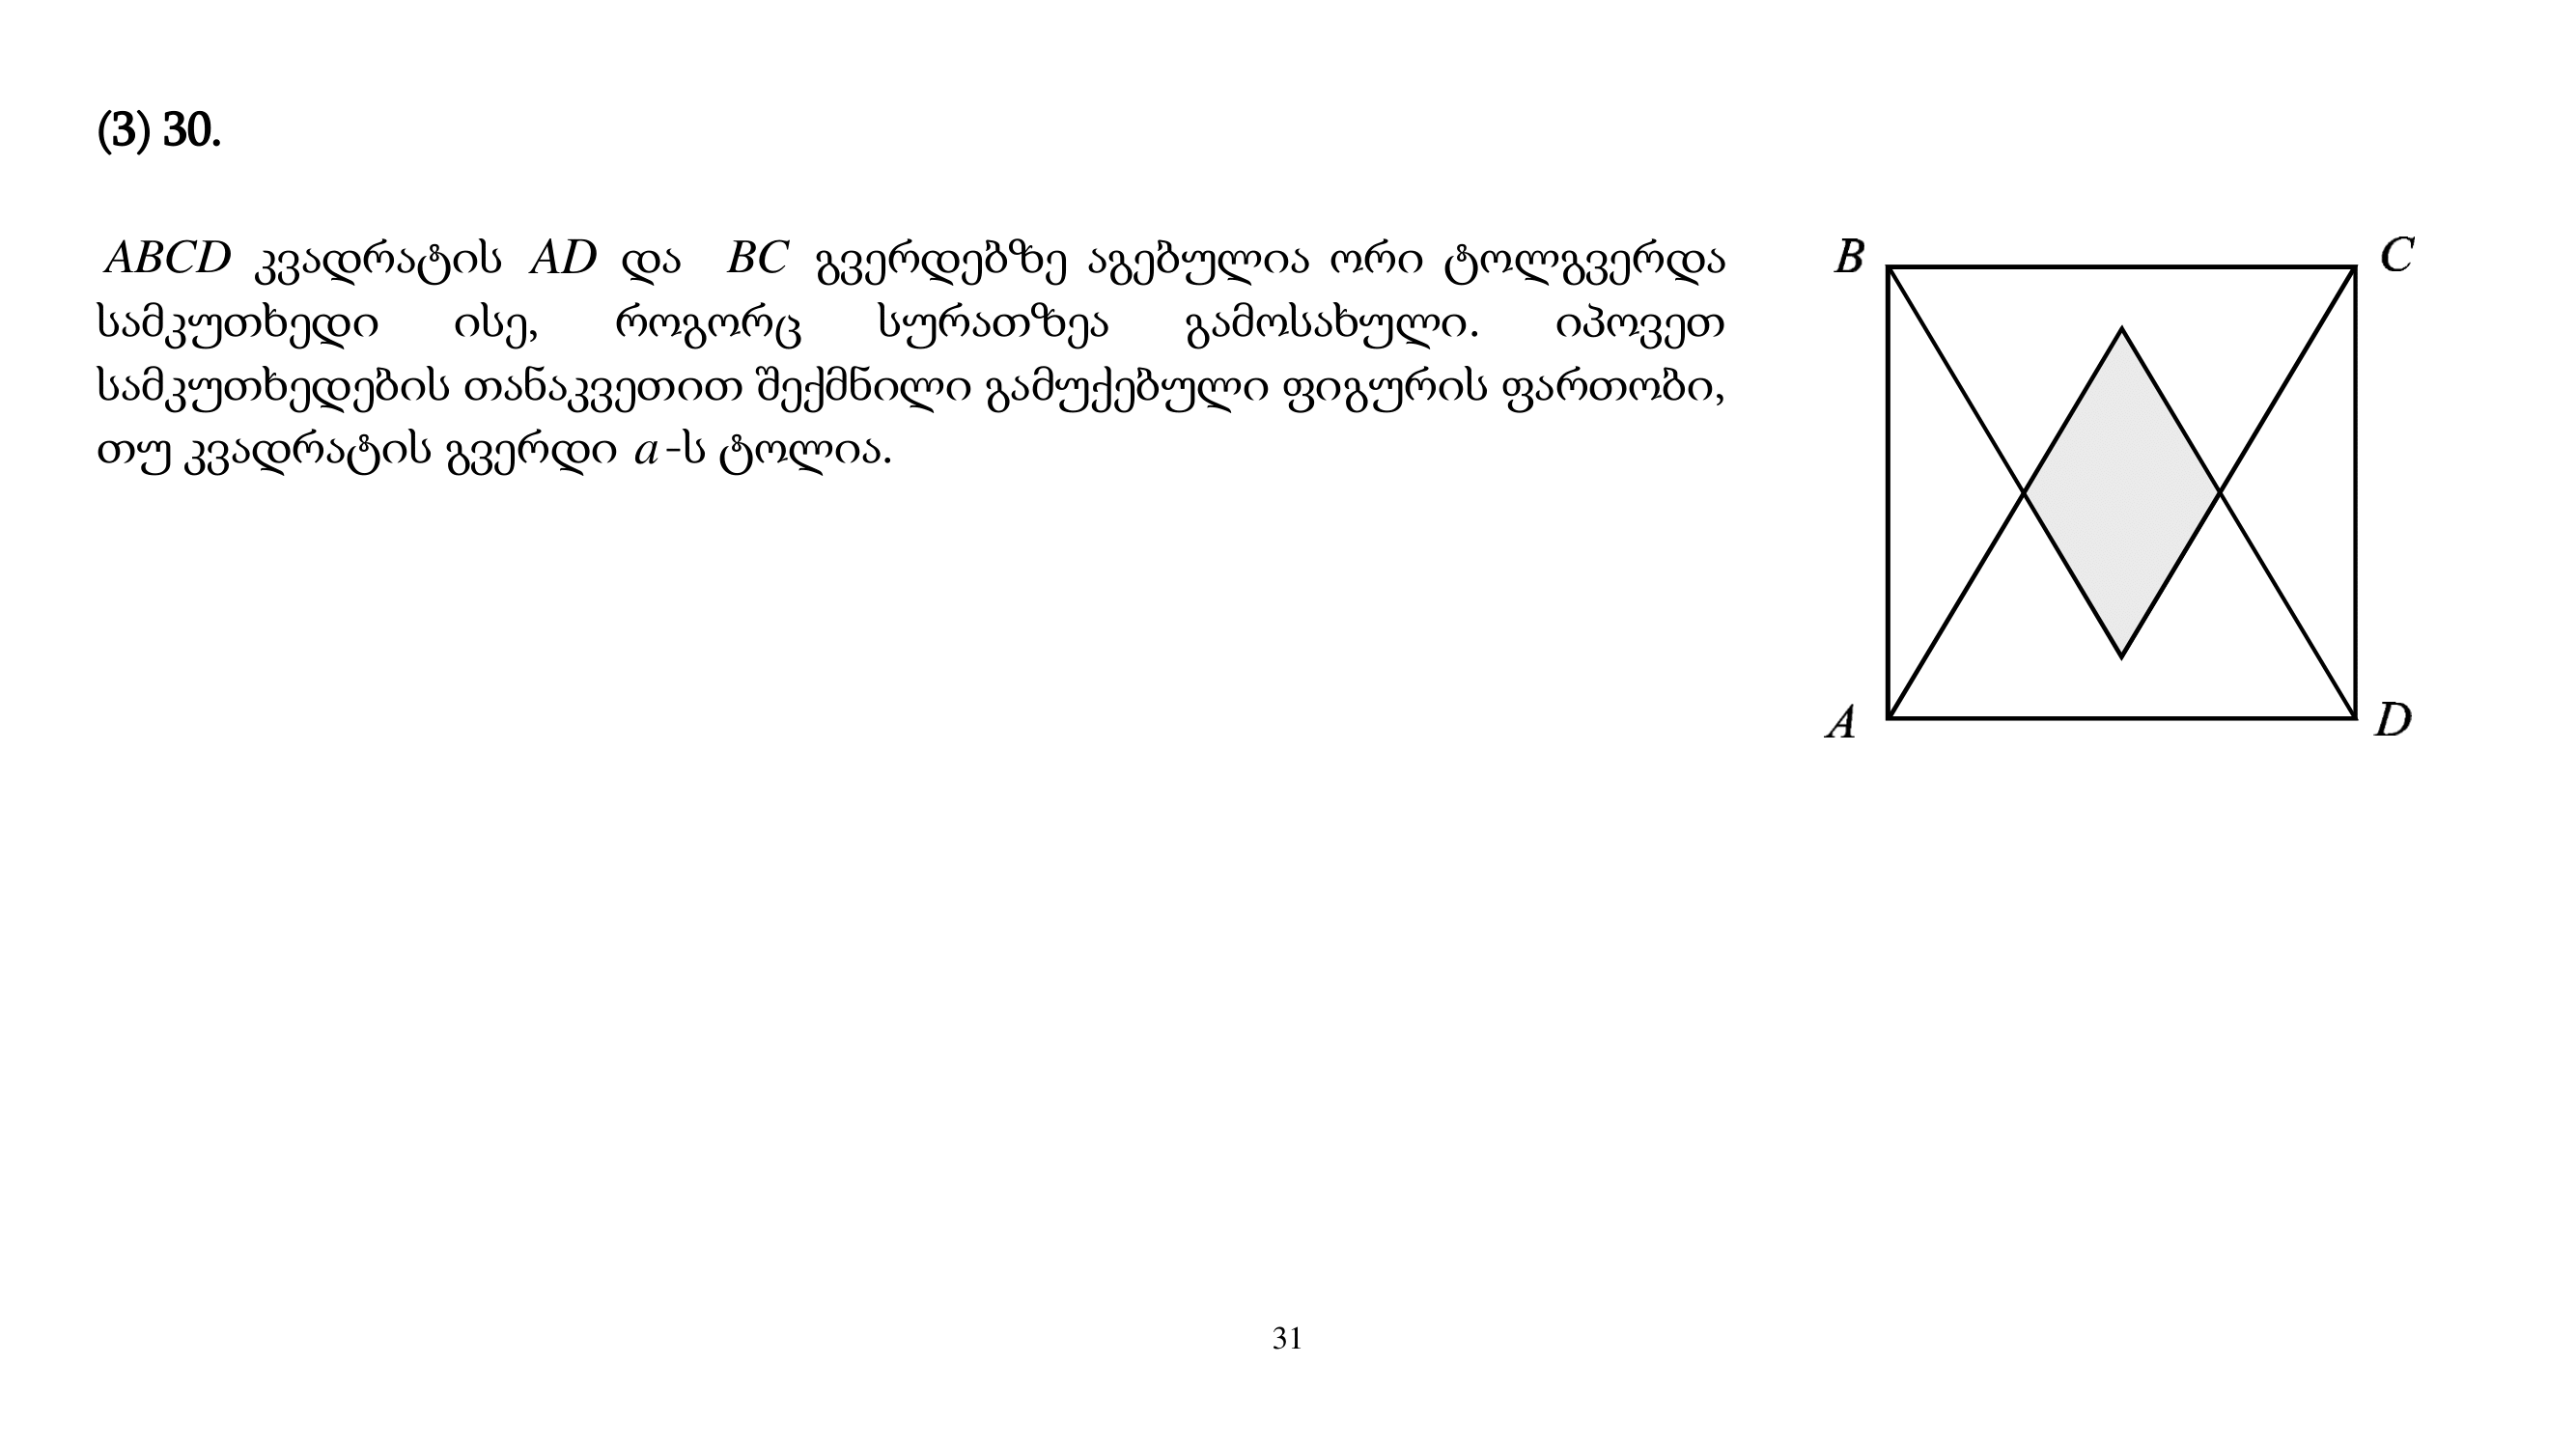 (3) 30.
ABCD კვადრატის AD და BC გვერდებზე აგებულია ორი ტოლგვერდა
სამკუთხედი ისე, როგორც სურათზეა გამოსახული. იპოვეთ
სამკუთხედების თანაკვეთით შექმნილი გამუქებული ფიგურის ფართობი,
თუ კვადრატის გვერდი a-ს ტოლია.
B
C
A
D
31